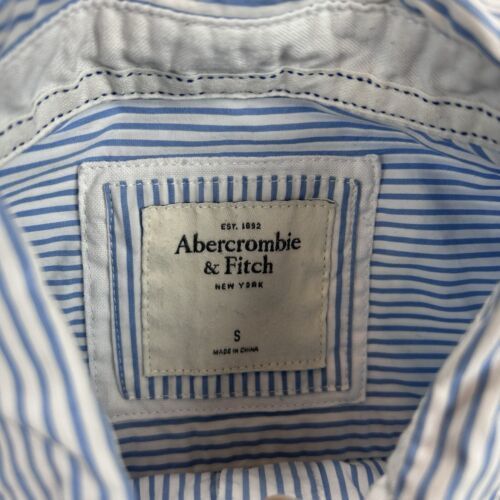 EST. 1892
Abercrombie
& Fitch
NEW YORK
S
MADE IN CHINA